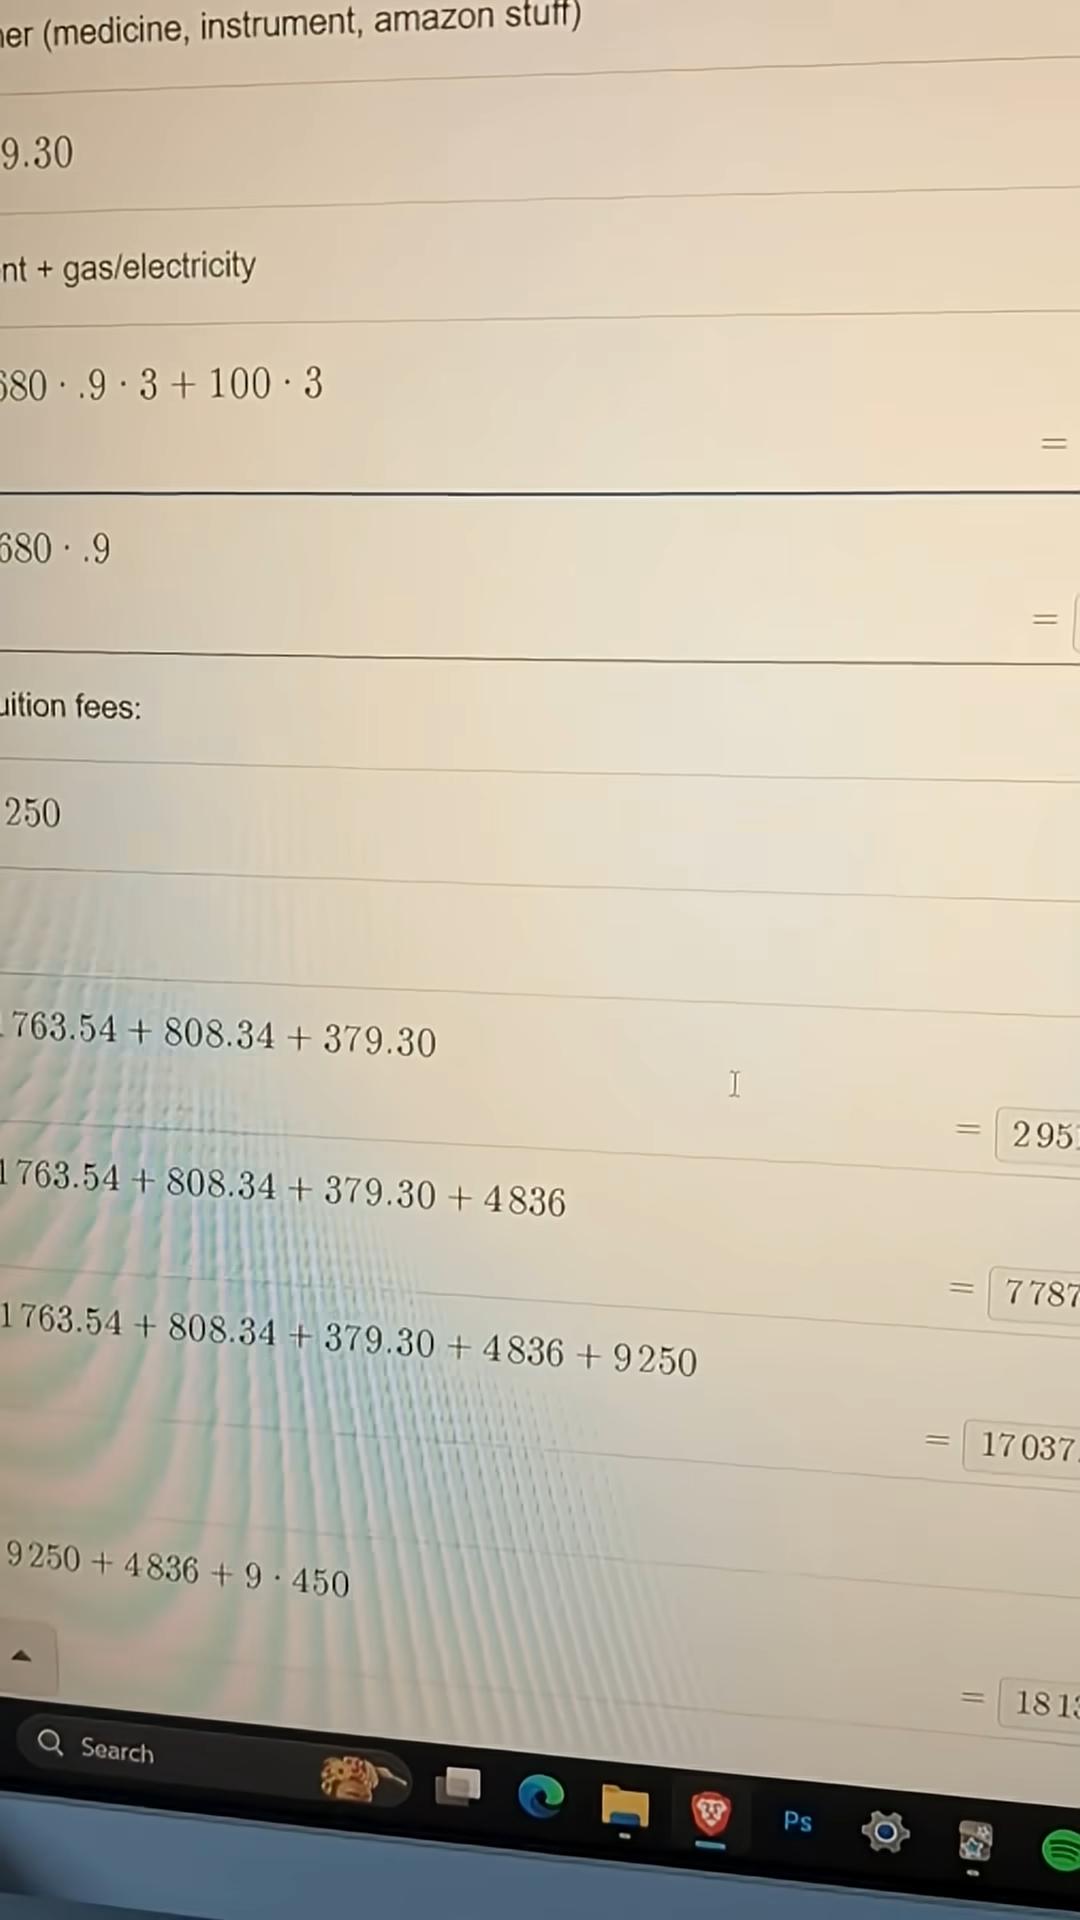 er (medicine, instrument, amazon stuff)
9.30
nt + gas/electricity
680 · .9 · 3 + 100 · 3
=
680 · .9
=
uition fees:
250
763.54 + 808.34 + 379.30
= 295
1763.54 + 808.34 + 379.30 + 4836
= 7787
1763.54 + 808.34 + 379.30 + 4836 + 9250
= 17037.
9250 + 4836 + 9 · 450
= 181
Search
Ps